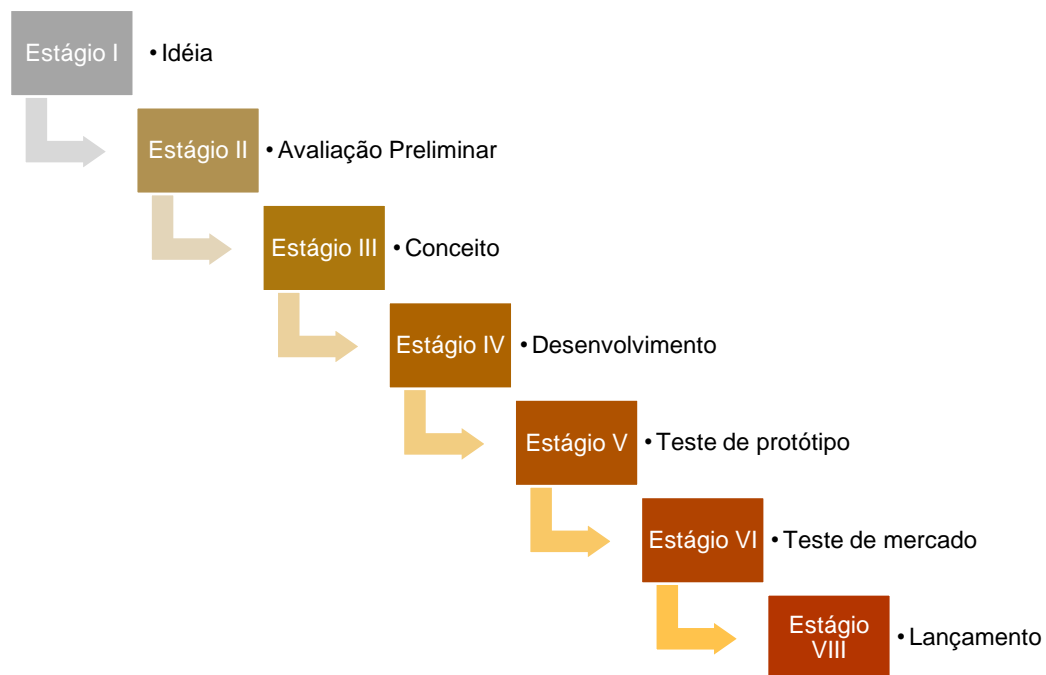 Estágio I
• Idéia
Estágio II
• Avaliação Preliminar
Estágio III
• Conceito
Estágio IV
• Desenvolvimento
Estágio V
• Teste de protótipo
Estágio VI
• Teste de mercado
Estágio
VIII
• Lançamento